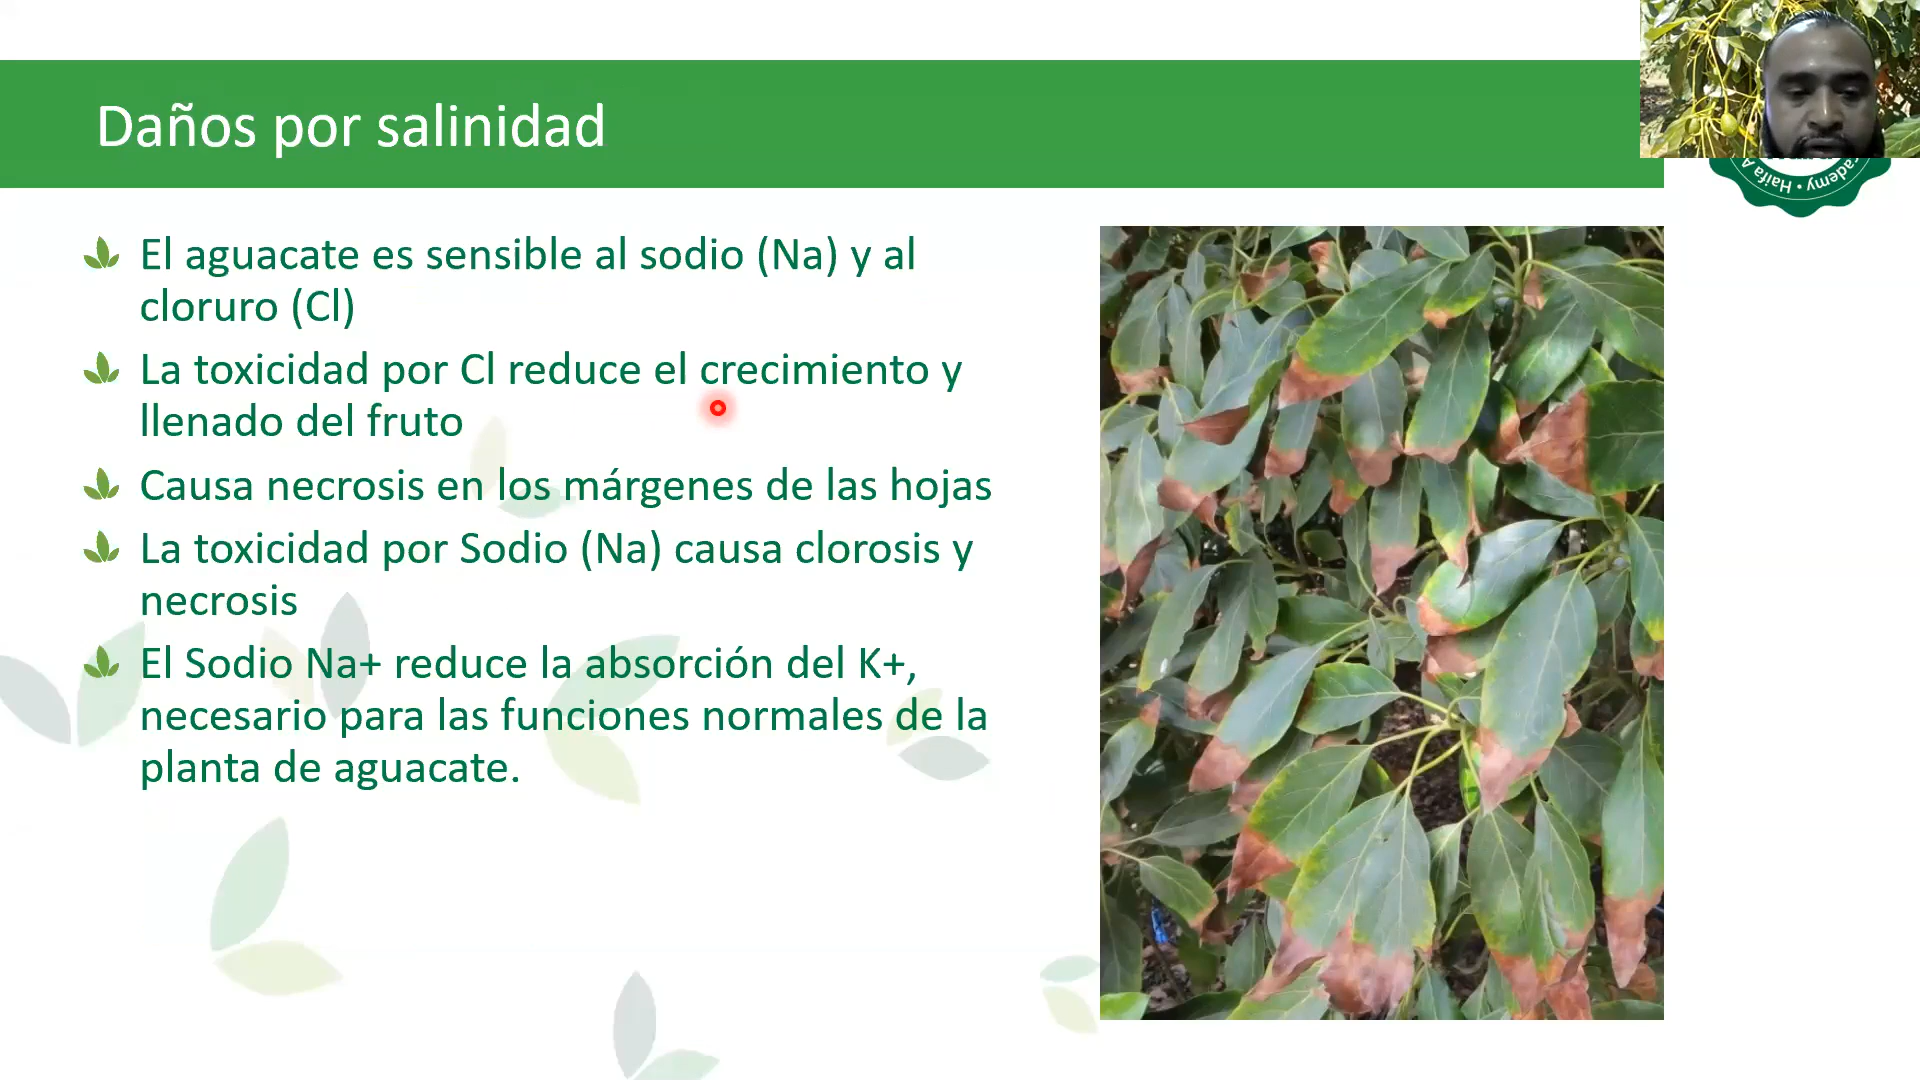 Daños por salinidad
El aguacate es sensible al sodio (Na) y al
cloruro (Cl)
La toxicidad por Cl reduce el crecimiento y
llenado del fruto
Causa necrosis en los márgenes de las hojas
La toxicidad por Sodio (Na) causa clorosis y
necrosis
El Sodio Na+ reduce la absorción del K+,
necesario para las funciones normales de la
planta de aguacate.
ademy • Haifa A